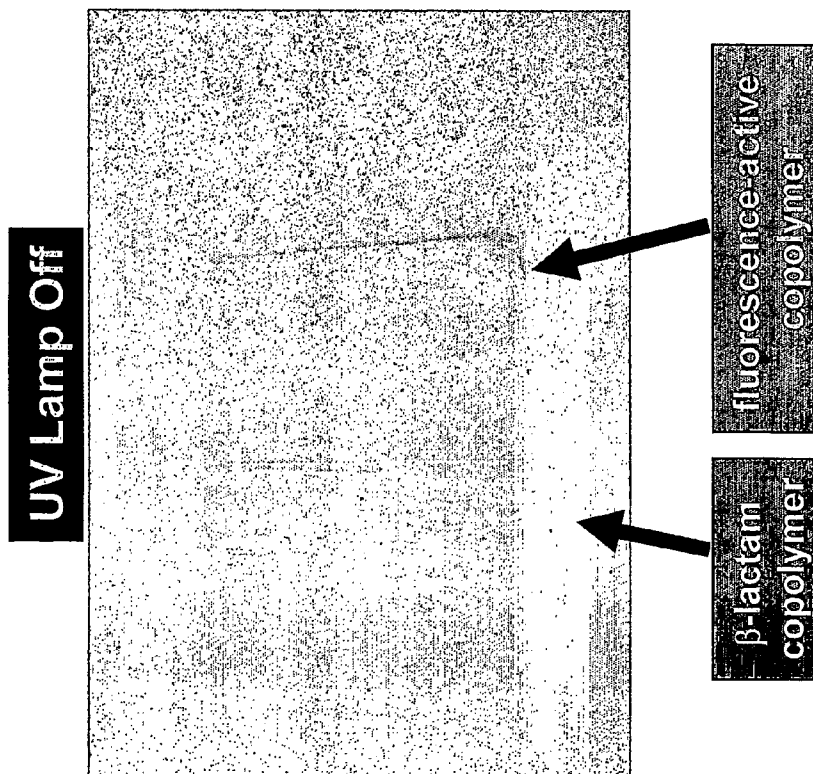 UV Lamp Off
β-lactam
copolymer
fluorescence-active
copolymer